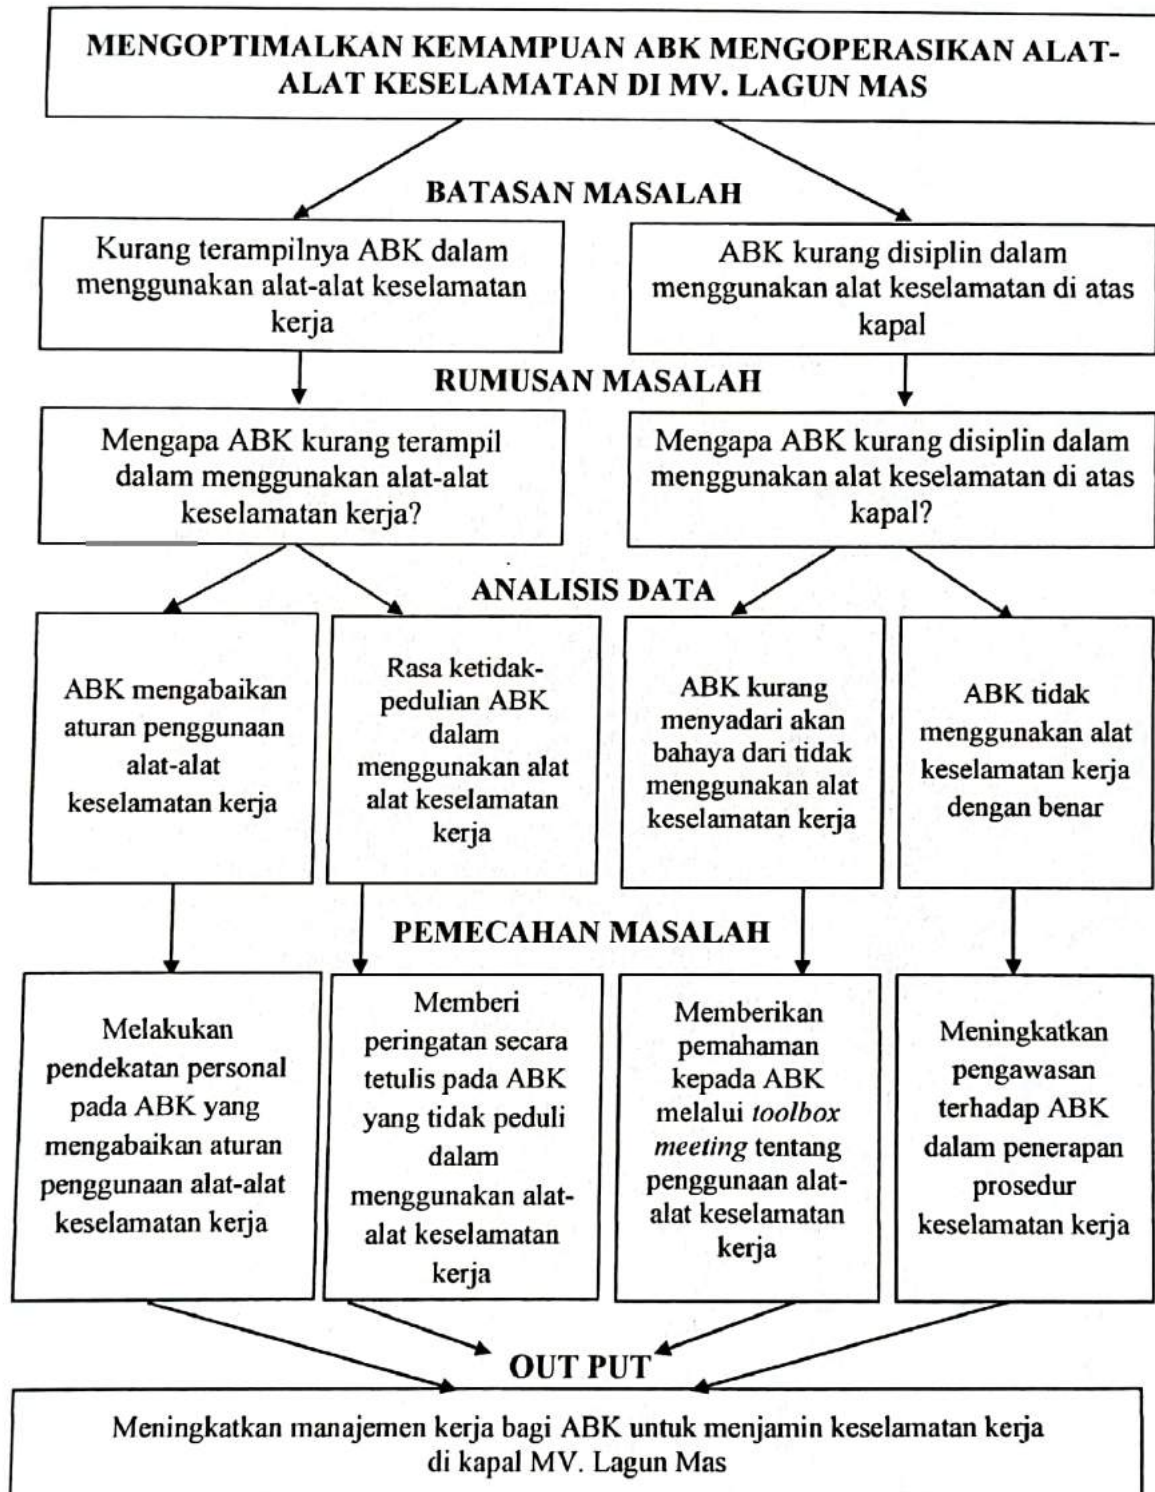 MENGOPTIMALKAN KEMAMPUAN ABK MENGOPERASIKAN ALAT-
ALAT KESELAMATAN DI MV. LAGUN MAS
BATASAN MASALAH
Kurang terampilnya ABK dalam
menggunakan alat-alat keselamatan
kerja
ABK kurang disiplin dalam
menggunakan alat keselamatan di atas
kapal
RUMUSAN MASALAH
Mengapa ABK kurang terampil
dalam menggunakan alat-alat
keselamatan kerja?
Mengapa ABK kurang disiplin dalam
menggunakan alat keselamatan di atas
kapal?
ANALISIS DATA
ABK mengabaikan
aturan penggunaan
alat-alat
keselamatan kerja
Rasa ketidak-
pedulian ABK
dalam
menggunakan alat
alat keselamatan
kerja
ABK kurang
menyadari akan
bahaya dari tidak
menggunakan alat
keselamatan kerja
ABK tidak
menggunakan alat
keselamatan kerja
dengan benar
PEMECAHAN MASALAH
Melakukan
pendekatan personal
pada ABK yang
mengabaikan aturan
penggunaan alat-alat
keselamatan kerja
Memberi
peringatan secara
tetulis pada ABK
yang tidak peduli
dalam
menggunakan alat-
alat keselamatan
kerja
Memberikan
pemahaman
kepada ABK
melalui toolbox
meeting tentang
penggunaan alat-
alat keselamatan
kerja
Meningkatkan
pengawasan
terhadap ABK
dalam penerapan
prosedur
keselamatan kerja
OUT PUT
Meningkatkan manajemen kerja bagi ABK untuk menjamin keselamatan kerja
di kapal MV. Lagun Mas